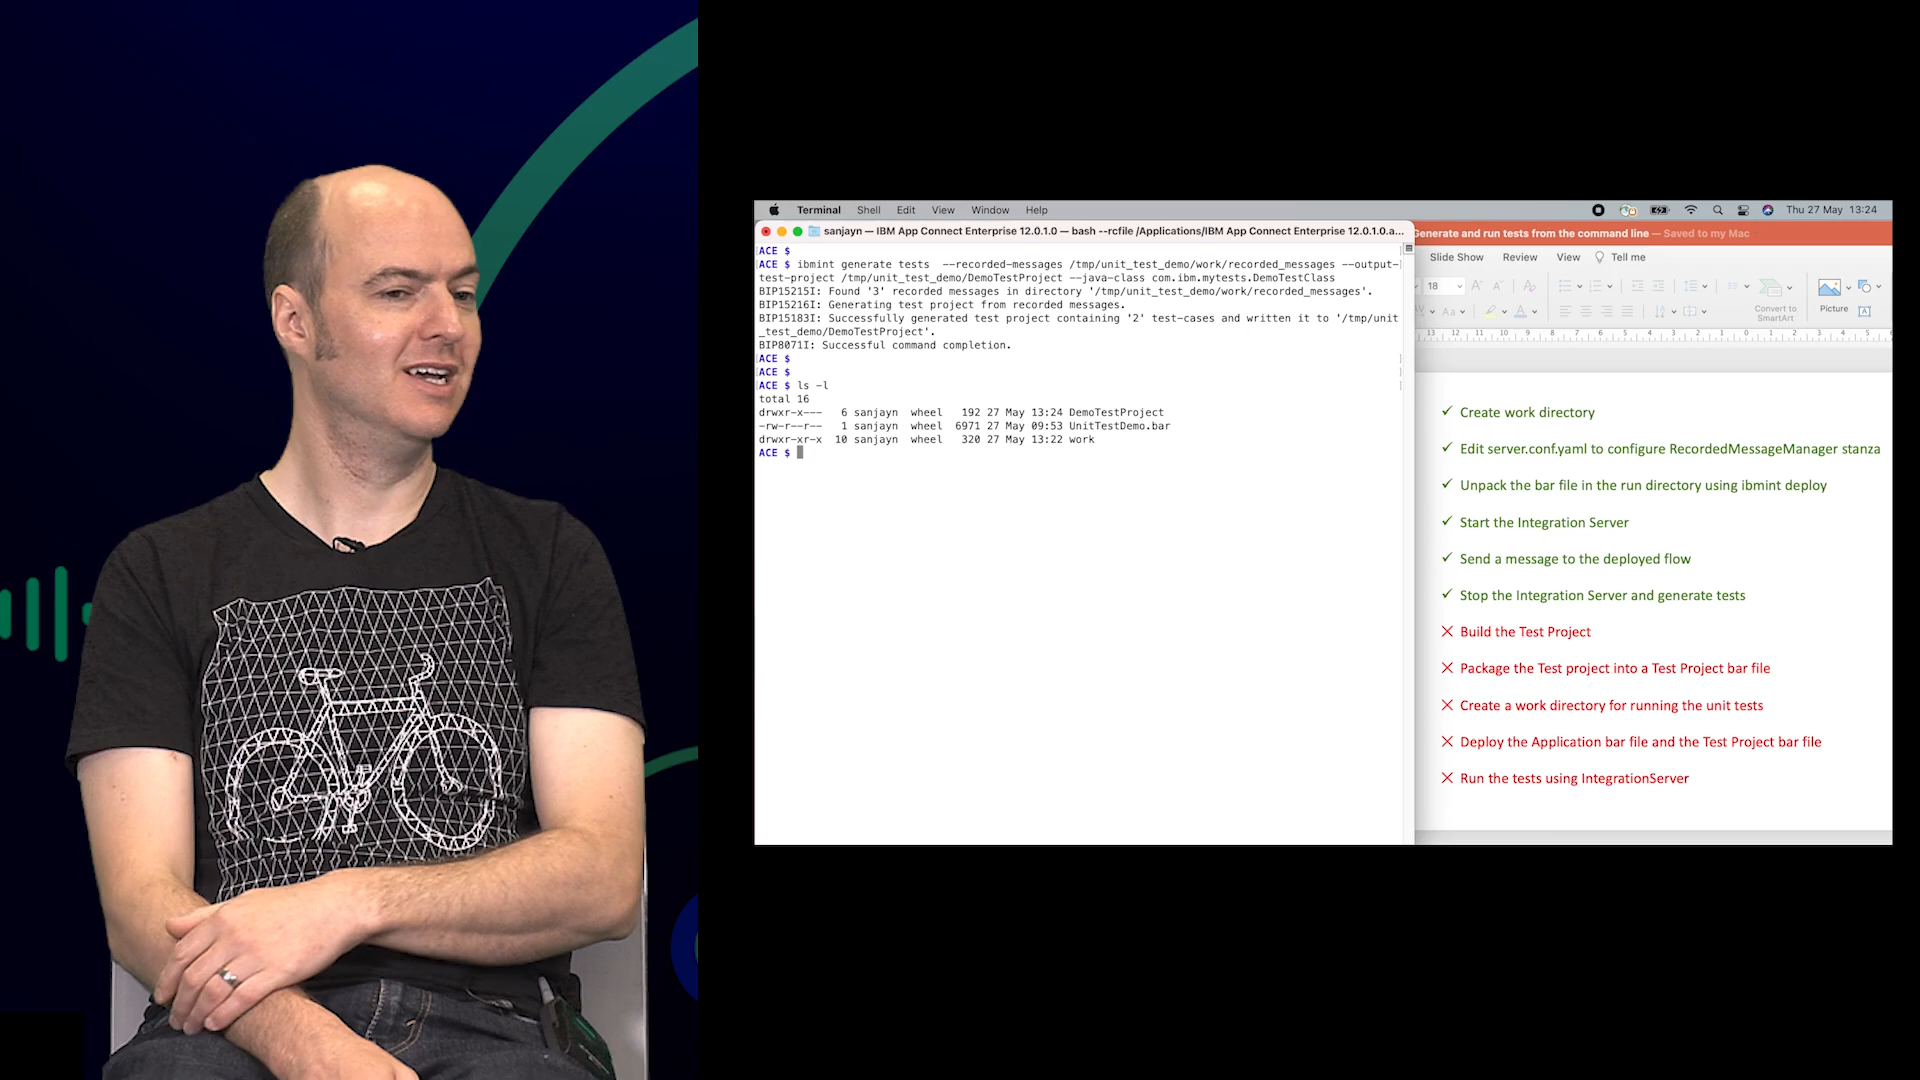 Terminal Shell Edit View Window Help Thu 27 May 13:24
sanjayn — IBM App Connect Enterprise 12.0.1.0 — bash --rcfile /Applications/IBM App Connect Enterprise 12.0.1.0.a...
ACE $
ACE $ ibmint generate tests --recorded-messages /tmp/unit_test_demo/work/recorded_messages --output-
test-project /tmp/unit_test_demo/DemoTestProject --java-class com.ibm.mytests.DemoTestClass
BIP15215I: Found '3' recorded messages in directory '/tmp/unit_test_demo/work/recorded_messages'.
BIP15216I: Generating test project from recorded messages.
BIP15183I: Successfully generated test project containing '2' test-cases and written it to '/tmp/unit
_test_demo/DemoTestProject'.
BIP8071I: Successful command completion.
ACE $
ACE $
ACE $ ls -l
total 16
drwxr-x--- 6 sanjayn wheel 192 27 May 13:24 DemoTestProject
-rw-r--r-- 1 sanjayn wheel 6971 27 May 09:53 UnitTestDemo.bar
drwxr-xr-x 10 sanjayn wheel 320 27 May 13:22 work
ACE $
Generate and run tests from the command line — Saved to my Mac
Slide Show Review View Tell me
18
Convert to
SmartArt
Picture
✓ Create work directory
✓ Edit server.conf.yaml to configure RecordedMessageManager stanza
✓ Unpack the bar file in the run directory using ibmint deploy
✓ Start the Integration Server
✓ Send a message to the deployed flow
✓ Stop the Integration Server and generate tests
✕ Build the Test Project
✕ Package the Test project into a Test Project bar file
✕ Create a work directory for running the unit tests
✕ Deploy the Application bar file and the Test Project bar file
✕ Run the tests using IntegrationServer